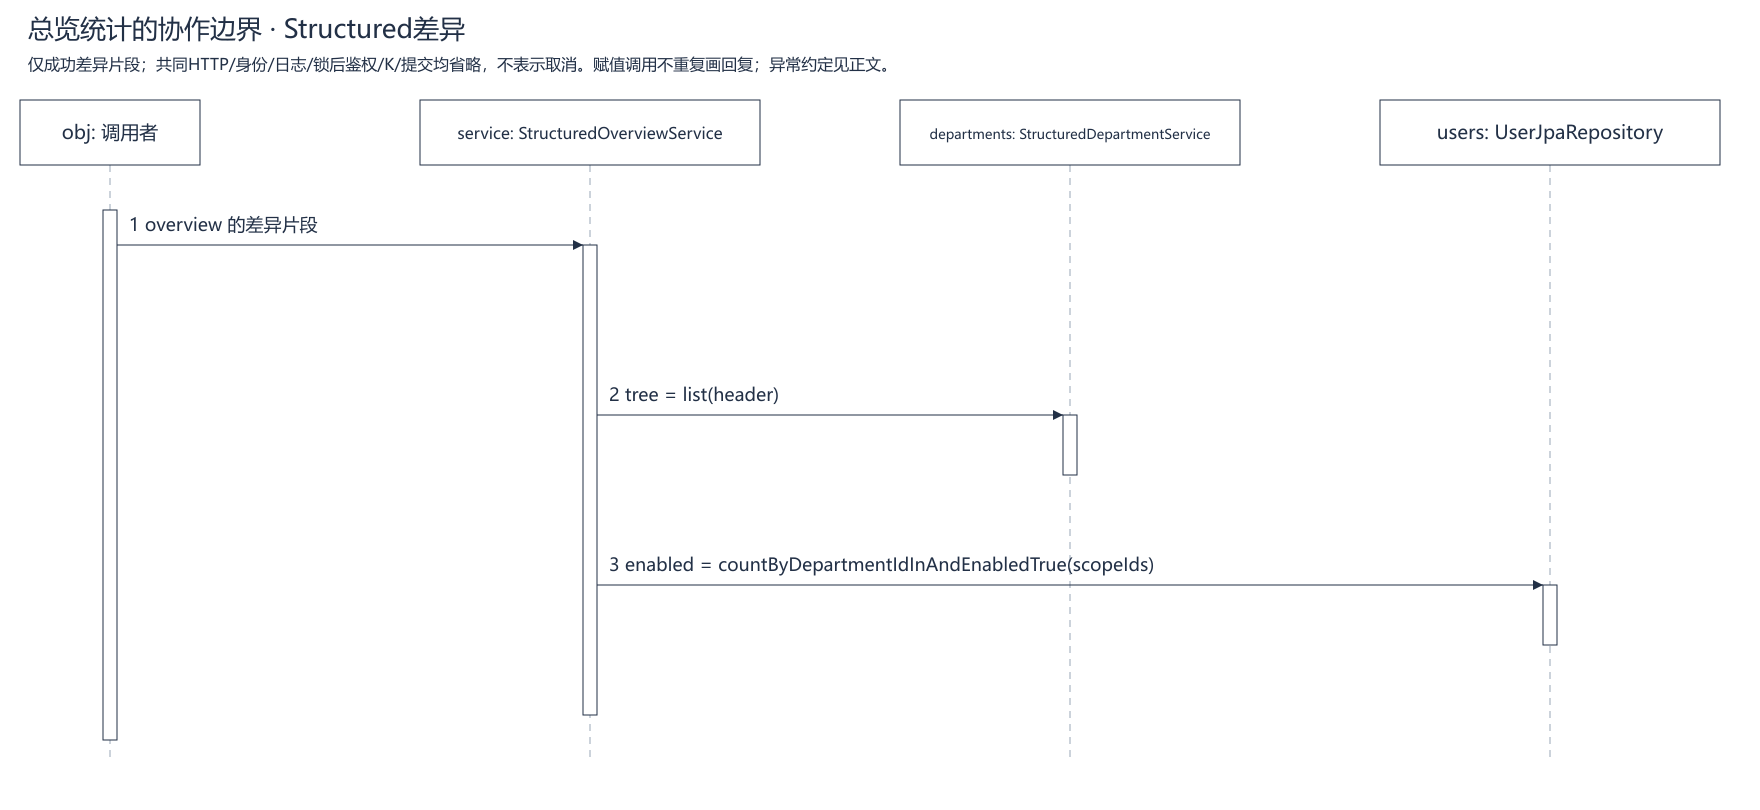 总览统计的协作边界 · Structured差异
仅成功差异片段；共同HTTP/身份/日志/锁后鉴权/K/提交均省略，不表示取消。赋值调用不重复画回复；异常约定见正文。
obj: 调用者
service: StructuredOverviewService
departments: StructuredDepartmentService
users: UserJpaRepository
1 overview 的差异片段
2 tree = list(header)
3 enabled = countByDepartmentIdInAndEnabledTrue(scopeIds)